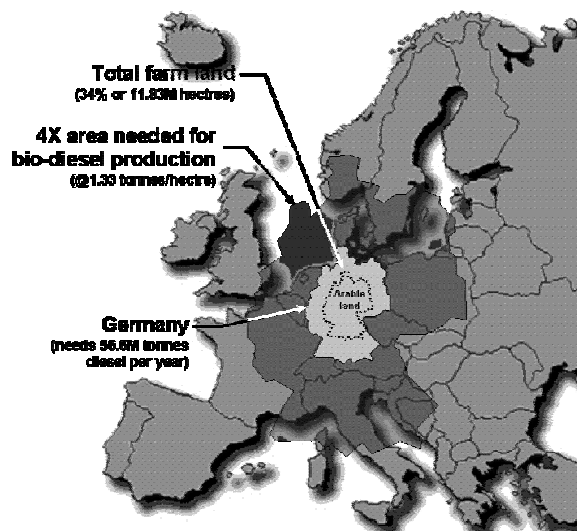 Total farm land
(34% or 11.83M hectres)
4X area needed for
bio-diesel production
(@1.33 tonnes/hectre)
Arable
land
Germany
(needs 56.6M tonnes
diesel per year)